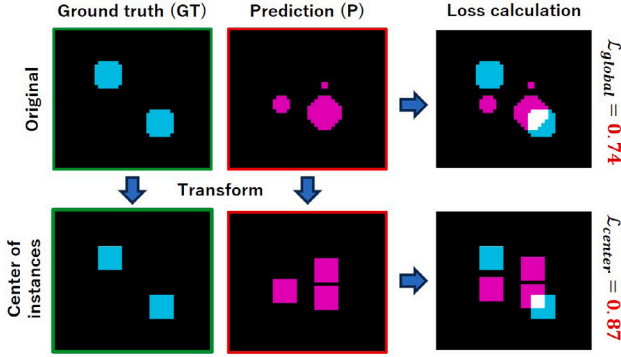 Ground truth (GT)
Prediction (P)
Loss calculation
Original
ℒglobal = 0.74
Transform
Center of
instances
ℒcenter = 0.87